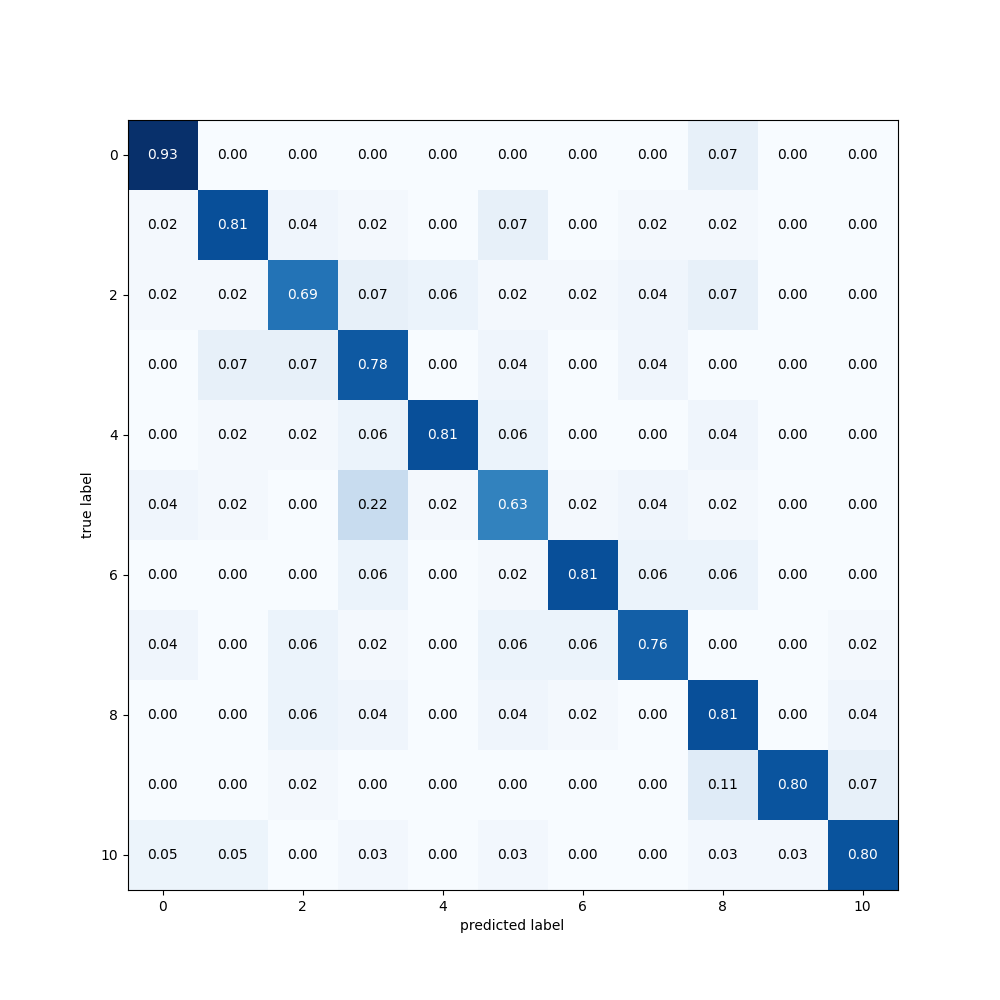 0 0.93 0.00 0.00 0.00 0.00 0.00 0.00 0.00 0.07 0.00 0.00
0.02 0.81 0.04 0.02 0.00 0.07 0.00 0.02 0.02 0.00 0.00
2 0.02 0.02 0.69 0.07 0.06 0.02 0.02 0.04 0.07 0.00 0.00
0.00 0.07 0.07 0.78 0.00 0.04 0.00 0.04 0.00 0.00 0.00
4 0.00 0.02 0.02 0.06 0.81 0.06 0.00 0.00 0.04 0.00 0.00
0.04 0.02 0.00 0.22 0.02 0.63 0.02 0.04 0.02 0.00 0.00
6 0.00 0.00 0.00 0.06 0.00 0.02 0.81 0.06 0.06 0.00 0.00
0.04 0.00 0.06 0.02 0.00 0.06 0.06 0.76 0.00 0.00 0.02
8 0.00 0.00 0.06 0.04 0.00 0.04 0.02 0.00 0.81 0.00 0.04
0.00 0.00 0.02 0.00 0.00 0.00 0.00 0.00 0.11 0.80 0.07
10 0.05 0.05 0.00 0.03 0.00 0.03 0.00 0.00 0.03 0.03 0.80
0 2 4 6 8 10
predicted label
true label